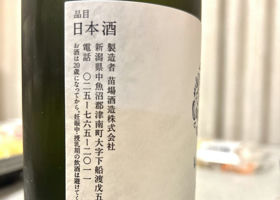 品目
日本酒
製造者 苗場酒造株式会社
新潟県中魚沼郡津南町大字下船渡戊五
電話 〇二五ー七六五ー二〇一一
お酒は20歳になってから。妊娠中・授乳期の飲酒は避けてく